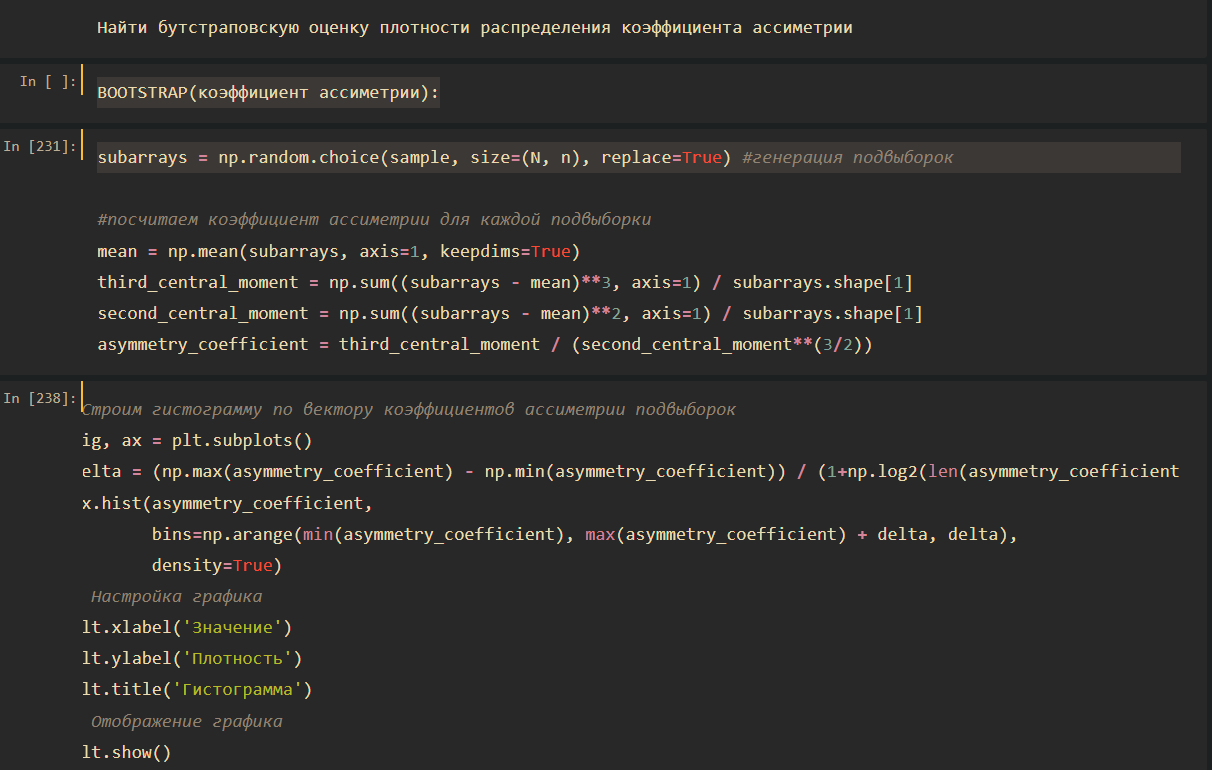 Найти бутстраповскую оценку плотности распределения коэффициента ассиметрии
In [ ]:
BOOTSTRAP(коэффициент ассиметрии):
In [231]:
subarrays = np.random.choice(sample, size=(N, n), replace=True) #генерация подвыборок
#посчитаем коэффициент ассиметрии для каждой подвыборки
mean = np.mean(subarrays, axis=1, keepdims=True)
third_central_moment = np.sum((subarrays - mean)**3, axis=1) / subarrays.shape[1]
second_central_moment = np.sum((subarrays - mean)**2, axis=1) / subarrays.shape[1]
asymmetry_coefficient = third_central_moment / (second_central_moment**(3/2))
In [238]:
Строим гистограмму по вектору коэффициентов ассиметрии подвыборок
ig, ax = plt.subplots()
elta = (np.max(asymmetry_coefficient) - np.min(asymmetry_coefficient)) / (1+np.log2(len(asymmetry_coefficient
x.hist(asymmetry_coefficient,
bins=np.arange(min(asymmetry_coefficient), max(asymmetry_coefficient) + delta, delta),
density=True)
Настройка графика
lt.xlabel('Значение')
lt.ylabel('Плотность')
lt.title('Гистограмма')
Отображение графика
lt.show()